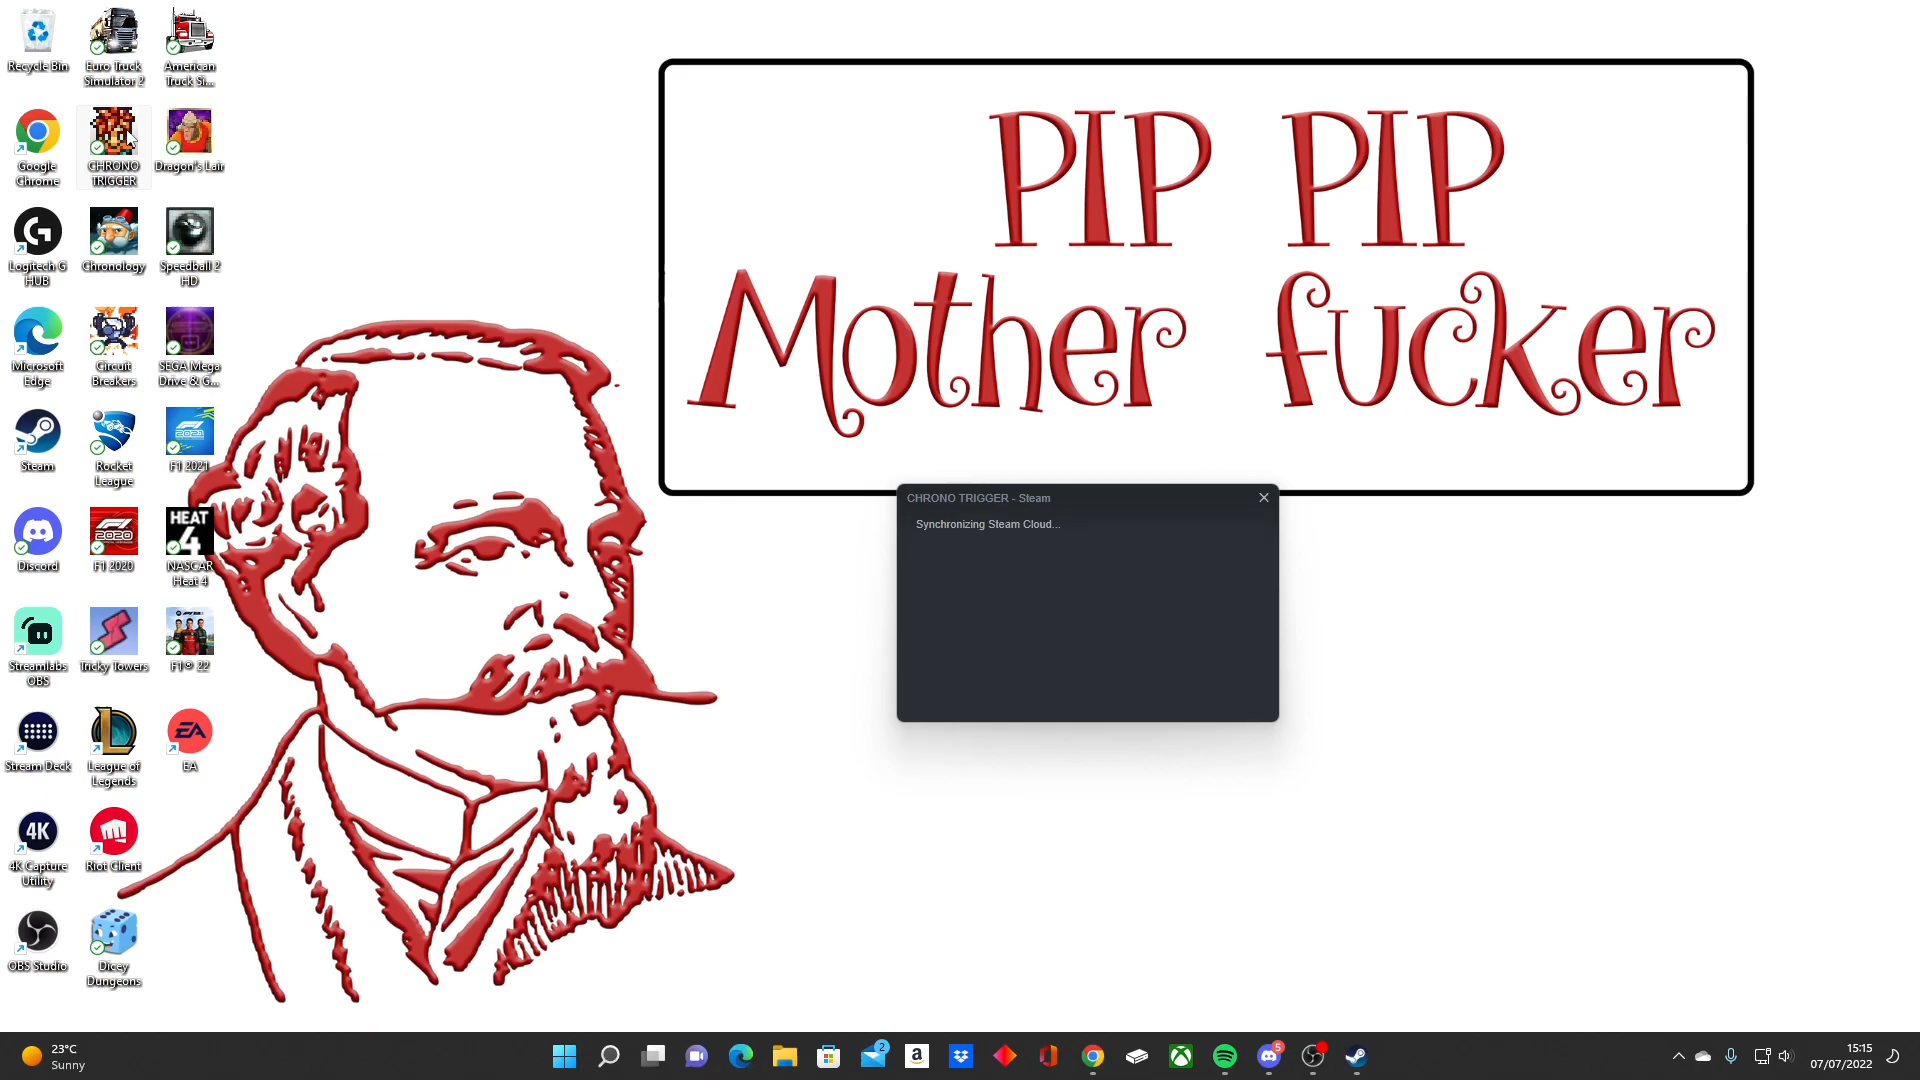 Recycle Bin
Euro Truck
Simulator 2
American
Truck Si...
Google
Chrome
CHRONO
TRIGGER
Dragon's Lair
Logitech G
HUB
Chronology
Speedball 2
HD
Microsoft
Edge
Circuit
Breakers
SEGA Mega
Drive & G...
Steam
Rocket
League
F1 2021
Discord
F1 2020
HEAT
4
NASCAR
Heat 4
Streamlabs
OBS
Tricky Towers
F1® 22
Stream Deck
League of
Legends
EA
EA
4K
4K Capture
Utility
Riot Client
OBS Studio
Dicey
Dungeons
PIP PIP
Mother fucker
CHRONO TRIGGER - Steam
Synchronizing Steam Cloud...
23°C
Sunny
2
a
5
15:15
07/07/2022